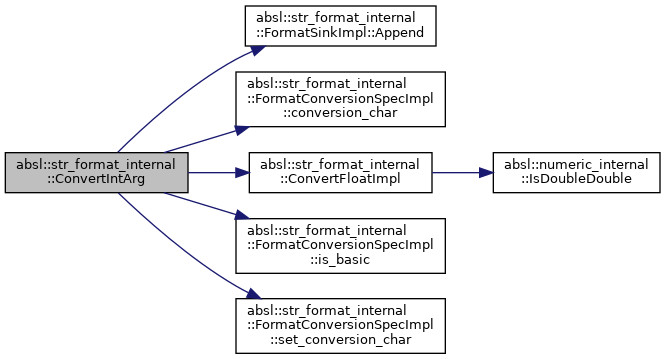 absl::str_format_internal
::FormatSinkImpl::Append
absl::str_format_internal
::FormatConversionSpecImpl
::conversion_char
absl::str_format_internal
::ConvertIntArg
absl::str_format_internal
::ConvertFloatImpl
absl::numeric_internal
::IsDoubleDouble
absl::str_format_internal
::FormatConversionSpecImpl
::is_basic
absl::str_format_internal
::FormatConversionSpecImpl
::set_conversion_char